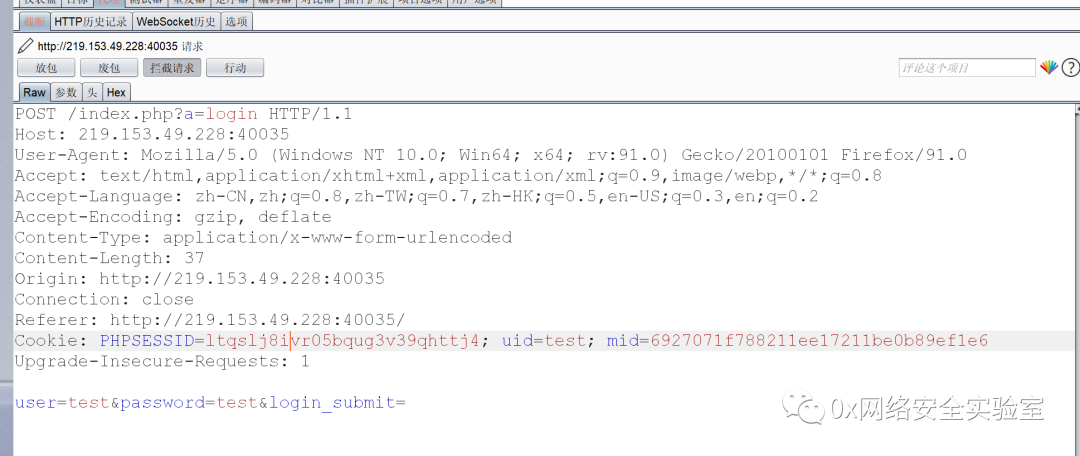 仪表盘 目标 代理 测试器 重发器 定序器 编码器 对比器 插件扩展 项目选项 用户选项
截断 HTTP历史记录 WebSocket历史 选项
http://219.153.49.228:40035 请求
放包 废包 拦截请求 行动 评论这个项目 ?
Raw 参数 头 Hex
POST /index.php?a=login HTTP/1.1
Host: 219.153.49.228:40035
User-Agent: Mozilla/5.0 (Windows NT 10.0; Win64; x64; rv:91.0) Gecko/20100101 Firefox/91.0
Accept: text/html,application/xhtml+xml,application/xml;q=0.9,image/webp,*/*;q=0.8
Accept-Language: zh-CN,zh;q=0.8,zh-TW;q=0.7,zh-HK;q=0.5,en-US;q=0.3,en;q=0.2
Accept-Encoding: gzip, deflate
Content-Type: application/x-www-form-urlencoded
Content-Length: 37
Origin: http://219.153.49.228:40035
Connection: close
Referer: http://219.153.49.228:40035/
Cookie: PHPSESSID=ltqslj8ivr05bqug3v39qhttj4; uid=test; mid=6927071f788211ee17211be0b89ef1e6
Upgrade-Insecure-Requests: 1
user=test&password=test&login_submit=
0x网络安全实验室